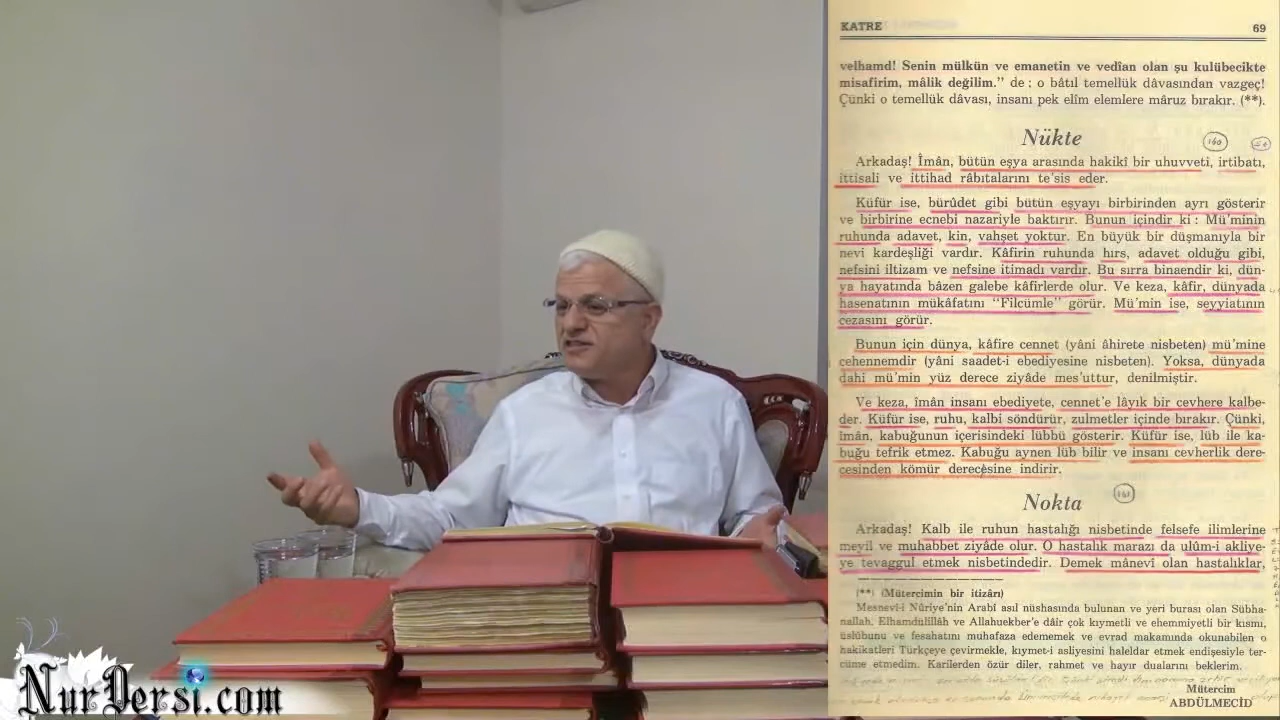 KATRE 69
velhamd! Senin mülkün ve emanetin ve vedîan olan şu kulübecikte
misafirim, mâlik değilim." de ; o bâtıl temellük dâvasından vazgeç!
Çünki o temellük dâvası, insanı pek elîm elemlere mâruz bırakır. (**).
Nükte
140
Arkadaş! Îmân, bütün eşya arasında hakikî bir uhuvveti, irtibatı,
ittisali ve ittihad râbıtalarını te'sis eder.
Küfür ise, bürûdet gibi bütün eşyayı birbirinden ayrı gösterir
ve birbirine ecnebi nazariyle baktırır. Bunun içindir ki : Mü'minin
ruhunda adavet, kin, vahşet yoktur. En büyük bir düşmanıyla bir
nevi kardeşliği vardır. Kâfirin ruhunda hırs, adavet olduğu gibi,
nefsini iltizam ve nefsine itimadı vardır. Bu sırra binaendir ki, dün-
ya hayatında bâzen galebe kâfirlerde olur. Ve keza, kâfir, dünyada
hasenatının mükâfatını "Filcümle" görür. Mü'min ise, seyyiatının
cezasını görür.
Bunun için dünya, kâfire cennet (yâni âhirete nisbeten) mü'mine
cehennemdir (yâni saadet-i ebediyesine nisbeten). Yoksa, dünyada
dahi mü'min yüz derece ziyâde mes'uttur, denilmiştir.
Ve keza, îmân insanı ebediyete, cennet'e lâyık bir cevhere kalbe-
der. Küfür ise, ruhu, kalbi söndürür, zulmetler içinde bırakır. Çünki,
îmân, kabuğunun içerisindeki lübbü gösterir. Küfür ise, lüb ile ka-
buğu tefrik etmez. Kabuğu aynen lüb bilir ve insanı cevherlik dere-
cesinden kömür derecesine indirir.
Nokta
141
Arkadaş! Kalb ile ruhun hastalığı nisbetinde felsefe ilimlerine
meyil ve muhabbet ziyâde olur. O hastalık marazı da ulûm-i akliye-
ye tevaggul etmek nisbetindedir. Demek mânevî olan hastalıklar,
(**) (Mütercimin bir itizârı)
Mesnevî-i Nûriye'nin Arabî asıl nüshasında bulunan ve yeri burası olan Sübha-
nallah, Elhamdülillâh ve Allahuekber'e dâir çok kıymetli ve ehemmiyetli bir kısmı,
üslûbunu ve fesahatını muhafaza edememek ve evrad makamında okunabilen o
hakikatleri Türkçeye çevirmekle, kıymet-i asliyesini haleldar etmek endişesiyle ter-
cüme etmedim. Karilerden özür diler, rahmet ve hayır dualarını beklerim.
Mütercim
ABDÜLMECİD
NurDersi.com